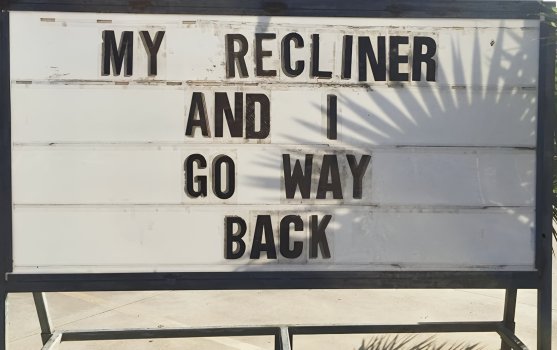 MY RECLINER
AND I
GO WAY
BACK